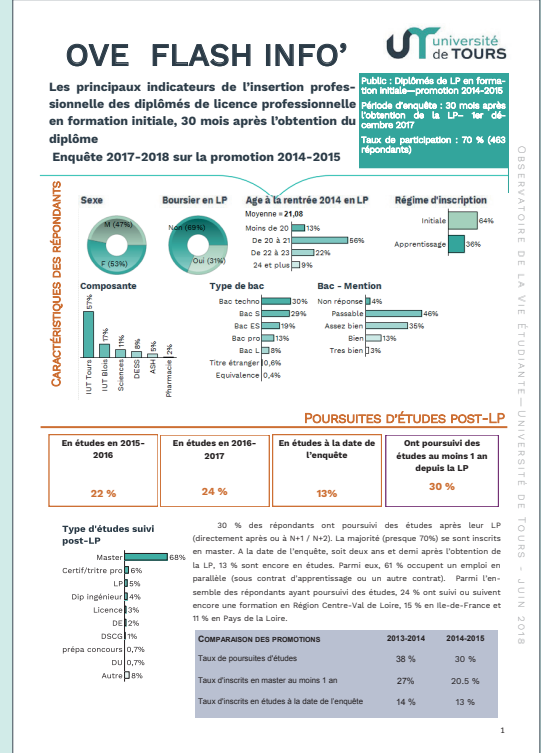 OVE FLASH INFO’
université
de TOURS
Les principaux indicateurs de l’insertion profes-
sionnelle des diplômés de licence professionnelle
en formation initiale, 30 mois après l’obtention du
diplôme
Enquête 2017-2018 sur la promotion 2014-2015
Public : Diplômés de LP en forma-
tion initiale—promotion 2014-2015
Période d’enquête : 30 mois après
l’obtention de la LP– 1er dé-
cembre 2017
Taux de participation : 70 % (463
répondants)
OBSERVATOIRE DE LA VIE ÉTUDIANTE—UNIVERSITÉ DE TOURS - JUIN 2018
CARACTÉRISTIQUES DES RÉPONDANTS
Sexe
M (47%)
F (53%)
Boursier en LP
Non (69%)
Oui (31%)
Age à la rentrée 2014 en LP
Moyenne = 21,08
Moins de 20 13%
De 20 à 21 56%
De 22 à 23 22%
24 et plus 9%
Régime d’inscription
Initiale 64%
Apprentissage 36%
Composante
57% 17% 11% 8% 5% 2%
IUT Tours IUT Blois Sciences DESS ASH Pharmacie
Type de bac
Bac techno 30%
Bac S 29%
Bac ES 19%
Bac pro 13%
Bac L 8%
Titre étranger 0,6%
Equivalence 0,4%
Bac - Mention
Non réponse 4%
Passable 46%
Assez bien 35%
Bien 13%
Tres bien 3%
POURSUITES D’ÉTUDES POST-LP
En études en 2015-
2016
22 %
En études en 2016-
2017
24 %
En études à la date de
l’enquête
13%
Ont poursuivi des
études au moins 1 an
depuis la LP
30 %
Type d’études suivi
post-LP
Master 68%
Certif/tritre pro 6%
LP 5%
Dip ingénieur 4%
Licence 3%
DE 2%
DSCG 1%
prépa concours 0,7%
DU 0,7%
Autre 8%
30 % des répondants ont poursuivi des études après leur LP
(directement après ou à N+1 / N+2). La majorité (presque 70%) se sont inscrits
en master. A la date de l’enquête, soit deux ans et demi après l’obtention de
la LP, 13 % sont encore en études. Parmi eux, 61 % occupent un emploi en
parallèle (sous contrat d’apprentissage ou un autre contrat). Parmi l’en-
semble des répondants ayant poursuivi des études, 24 % ont suivi ou suivent
encore une formation en Région Centre-Val de Loire, 15 % en Ile-de-France et
11 % en Pays de la Loire.
COMPARAISON DES PROMOTIONS 2013-2014 2014-2015
Taux de poursuites d'études 38 % 30 %
Taux d'inscrits en master au moins 1 an 27% 20.5 %
Taux d'inscrits en études à la date de l'enquête 14 % 13 %
1